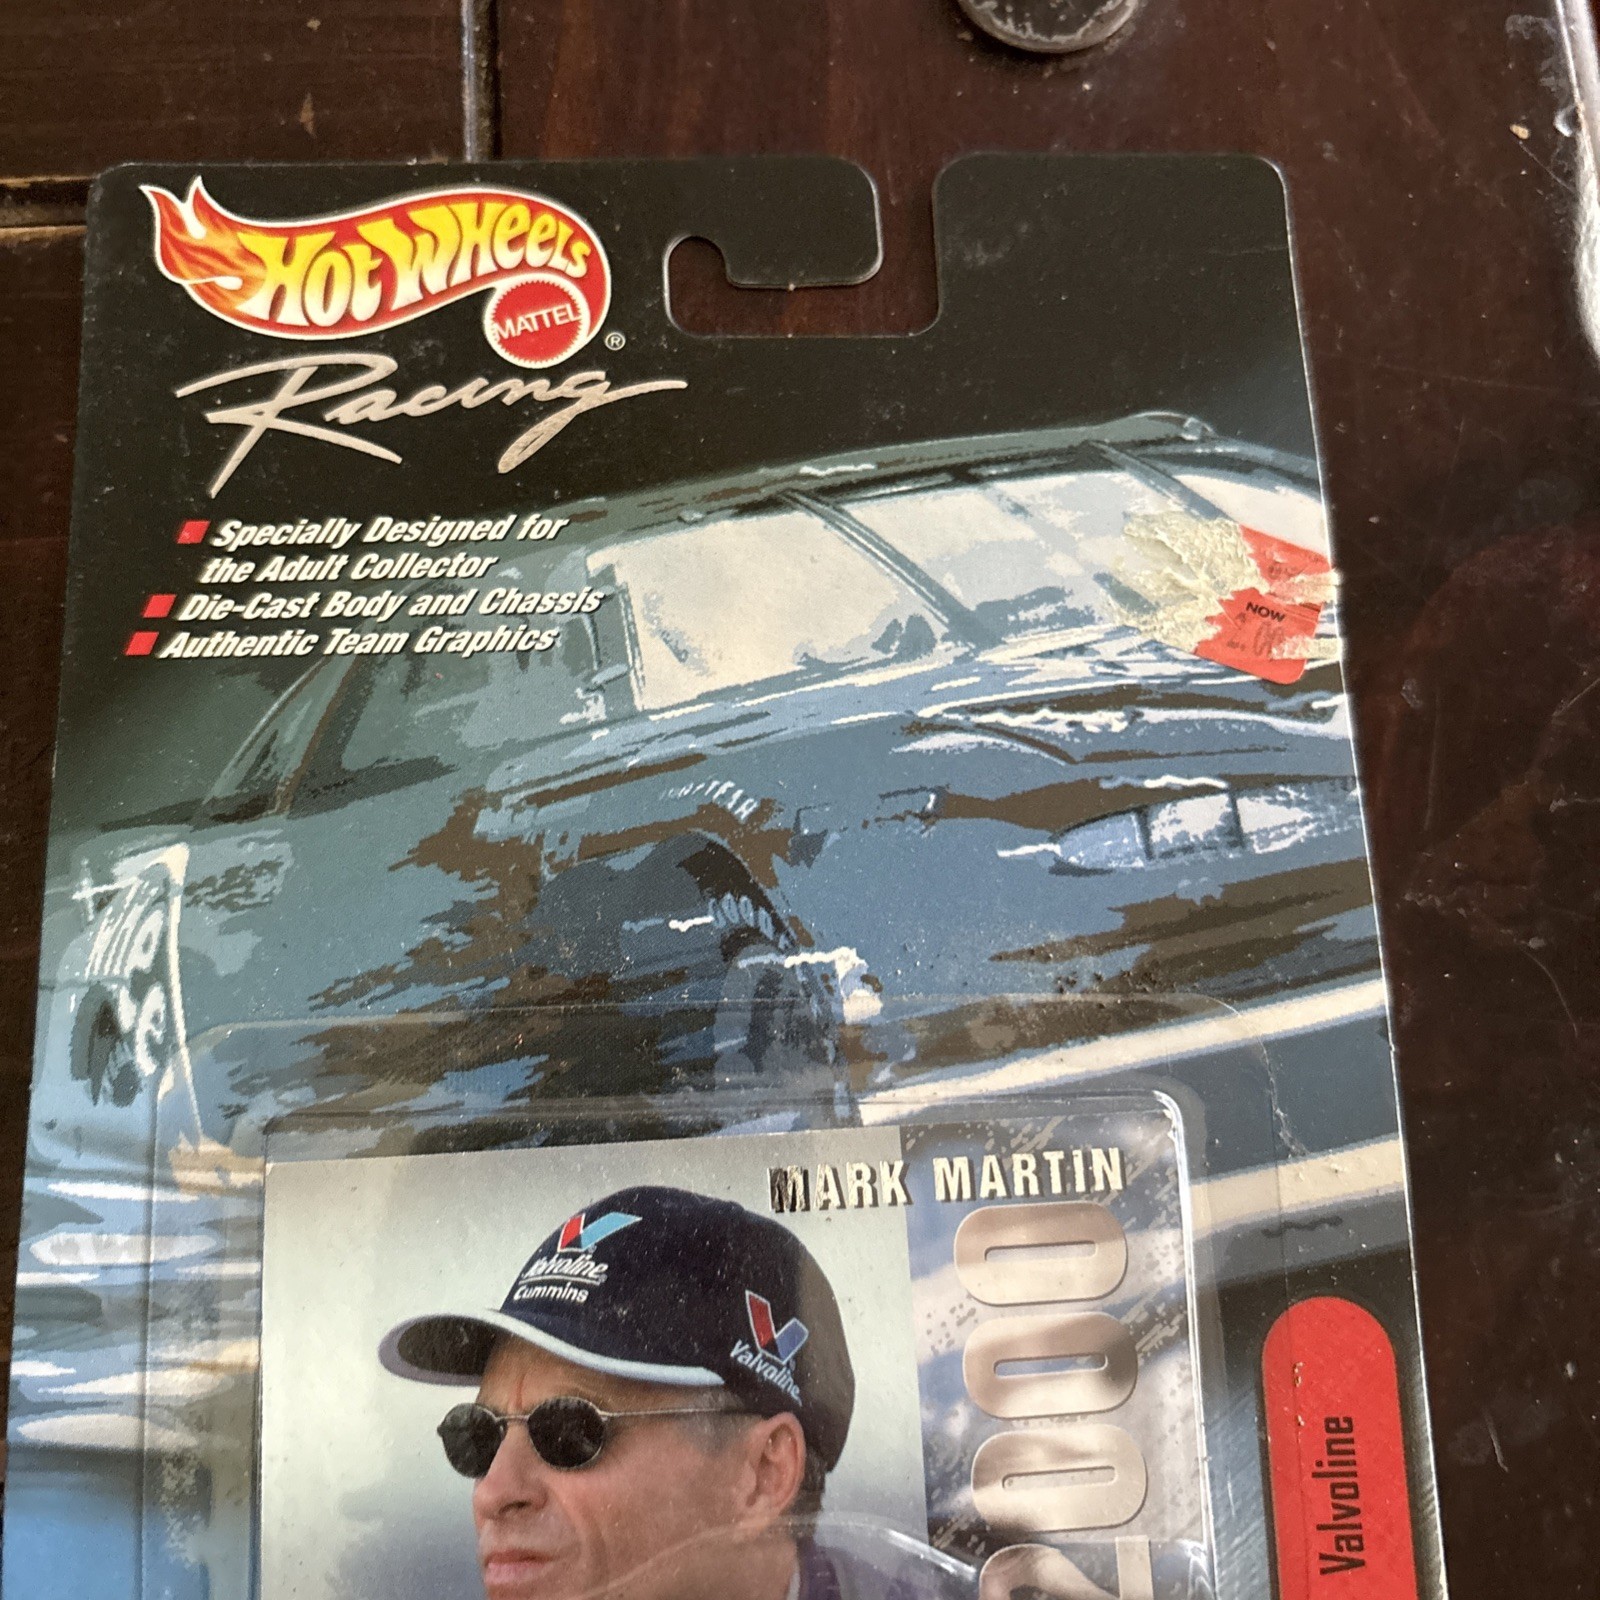 HOT WHEELS
MATTEL
®
Racing
Specially Designed for
the Adult Collector
Die-Cast Body and Chassis
Authentic Team Graphics
NOW
MARK MARTIN
2000
Valvoline
Cummins
Valvoline
Valvoline